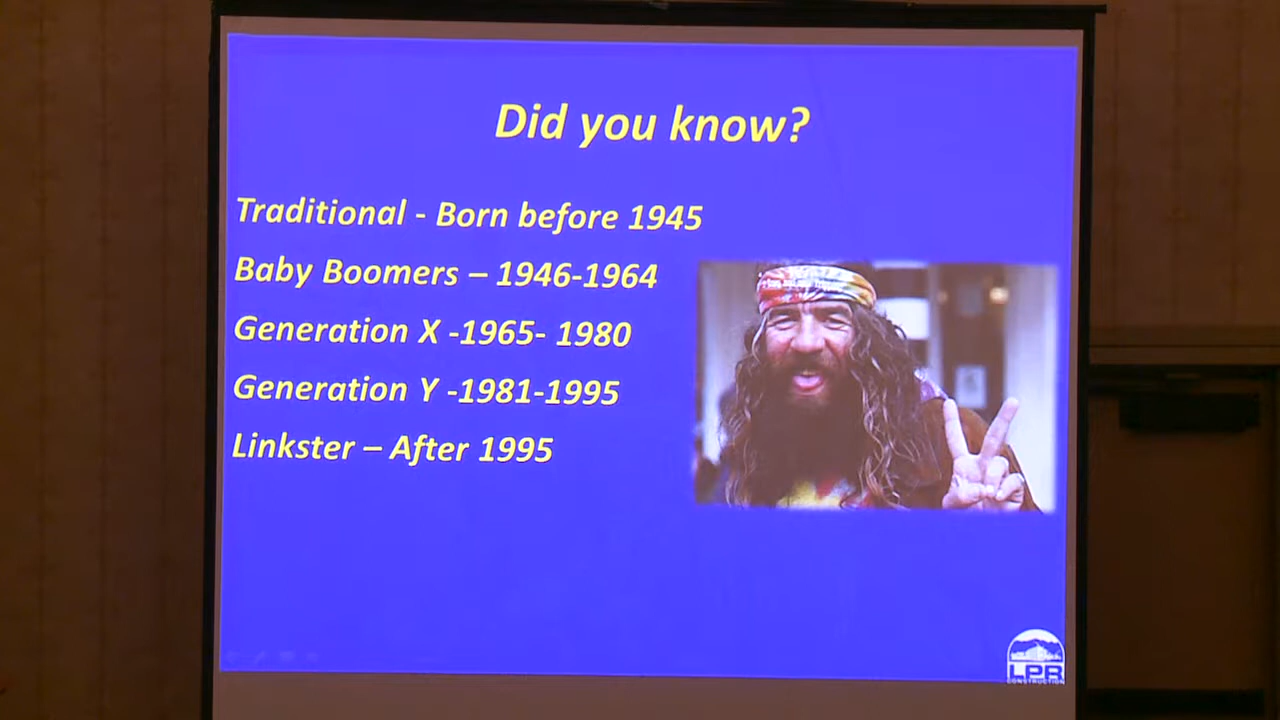 Did you know?
Traditional - Born before 1945
Baby Boomers – 1946-1964
Generation X -1965- 1980
Generation Y -1981-1995
Linkster – After 1995
LPR
CONSTRUCTION